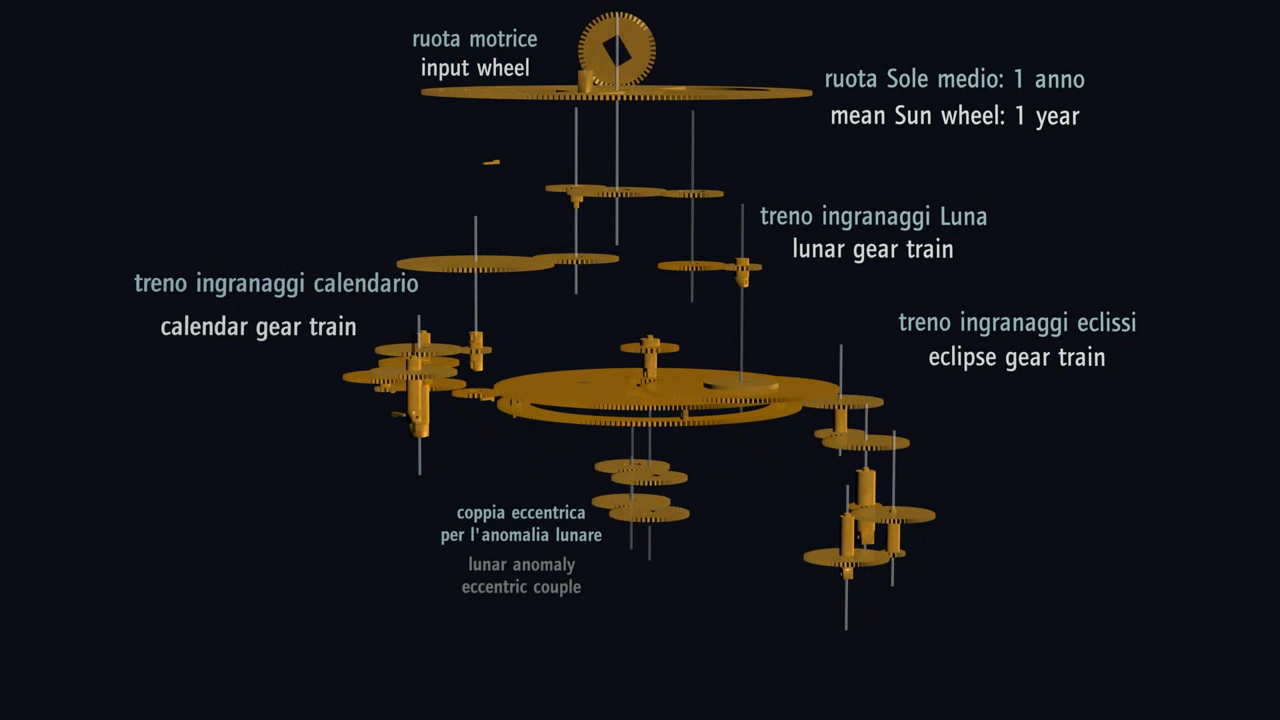 ruota motrice
input wheel
ruota Sole medio: 1 anno
mean Sun wheel: 1 year
treno ingranaggi Luna
lunar gear train
treno ingranaggi calendario
calendar gear train
treno ingranaggi eclissi
eclipse gear train
coppia eccentrica
per l'anomalia lunare
lunar anomaly
eccentric couple